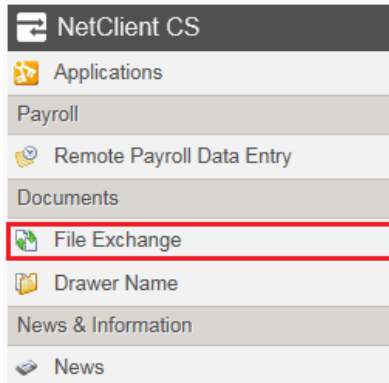 NetClient CS
Applications
Payroll
Remote Payroll Data Entry
Documents
File Exchange
Drawer Name
News & Information
News